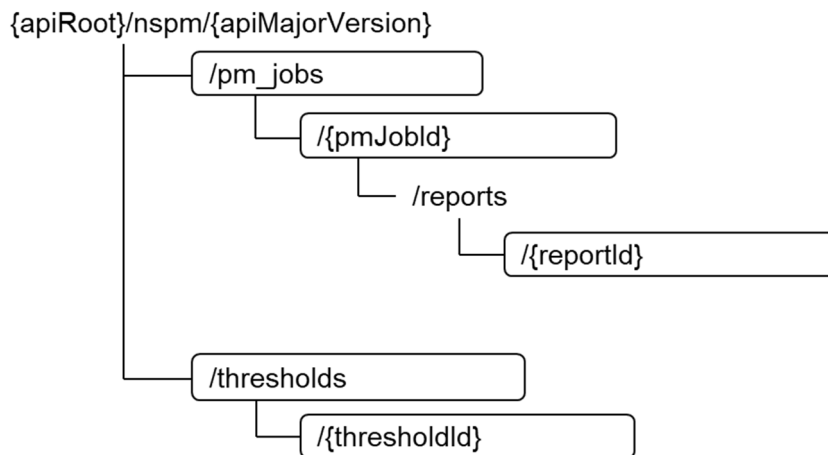 {apiRoot}/nspm/{apiMajorVersion}
/pm_jobs
/{pmJobId}
/reports
/{reportId}
/thresholds
/{thresholdId}